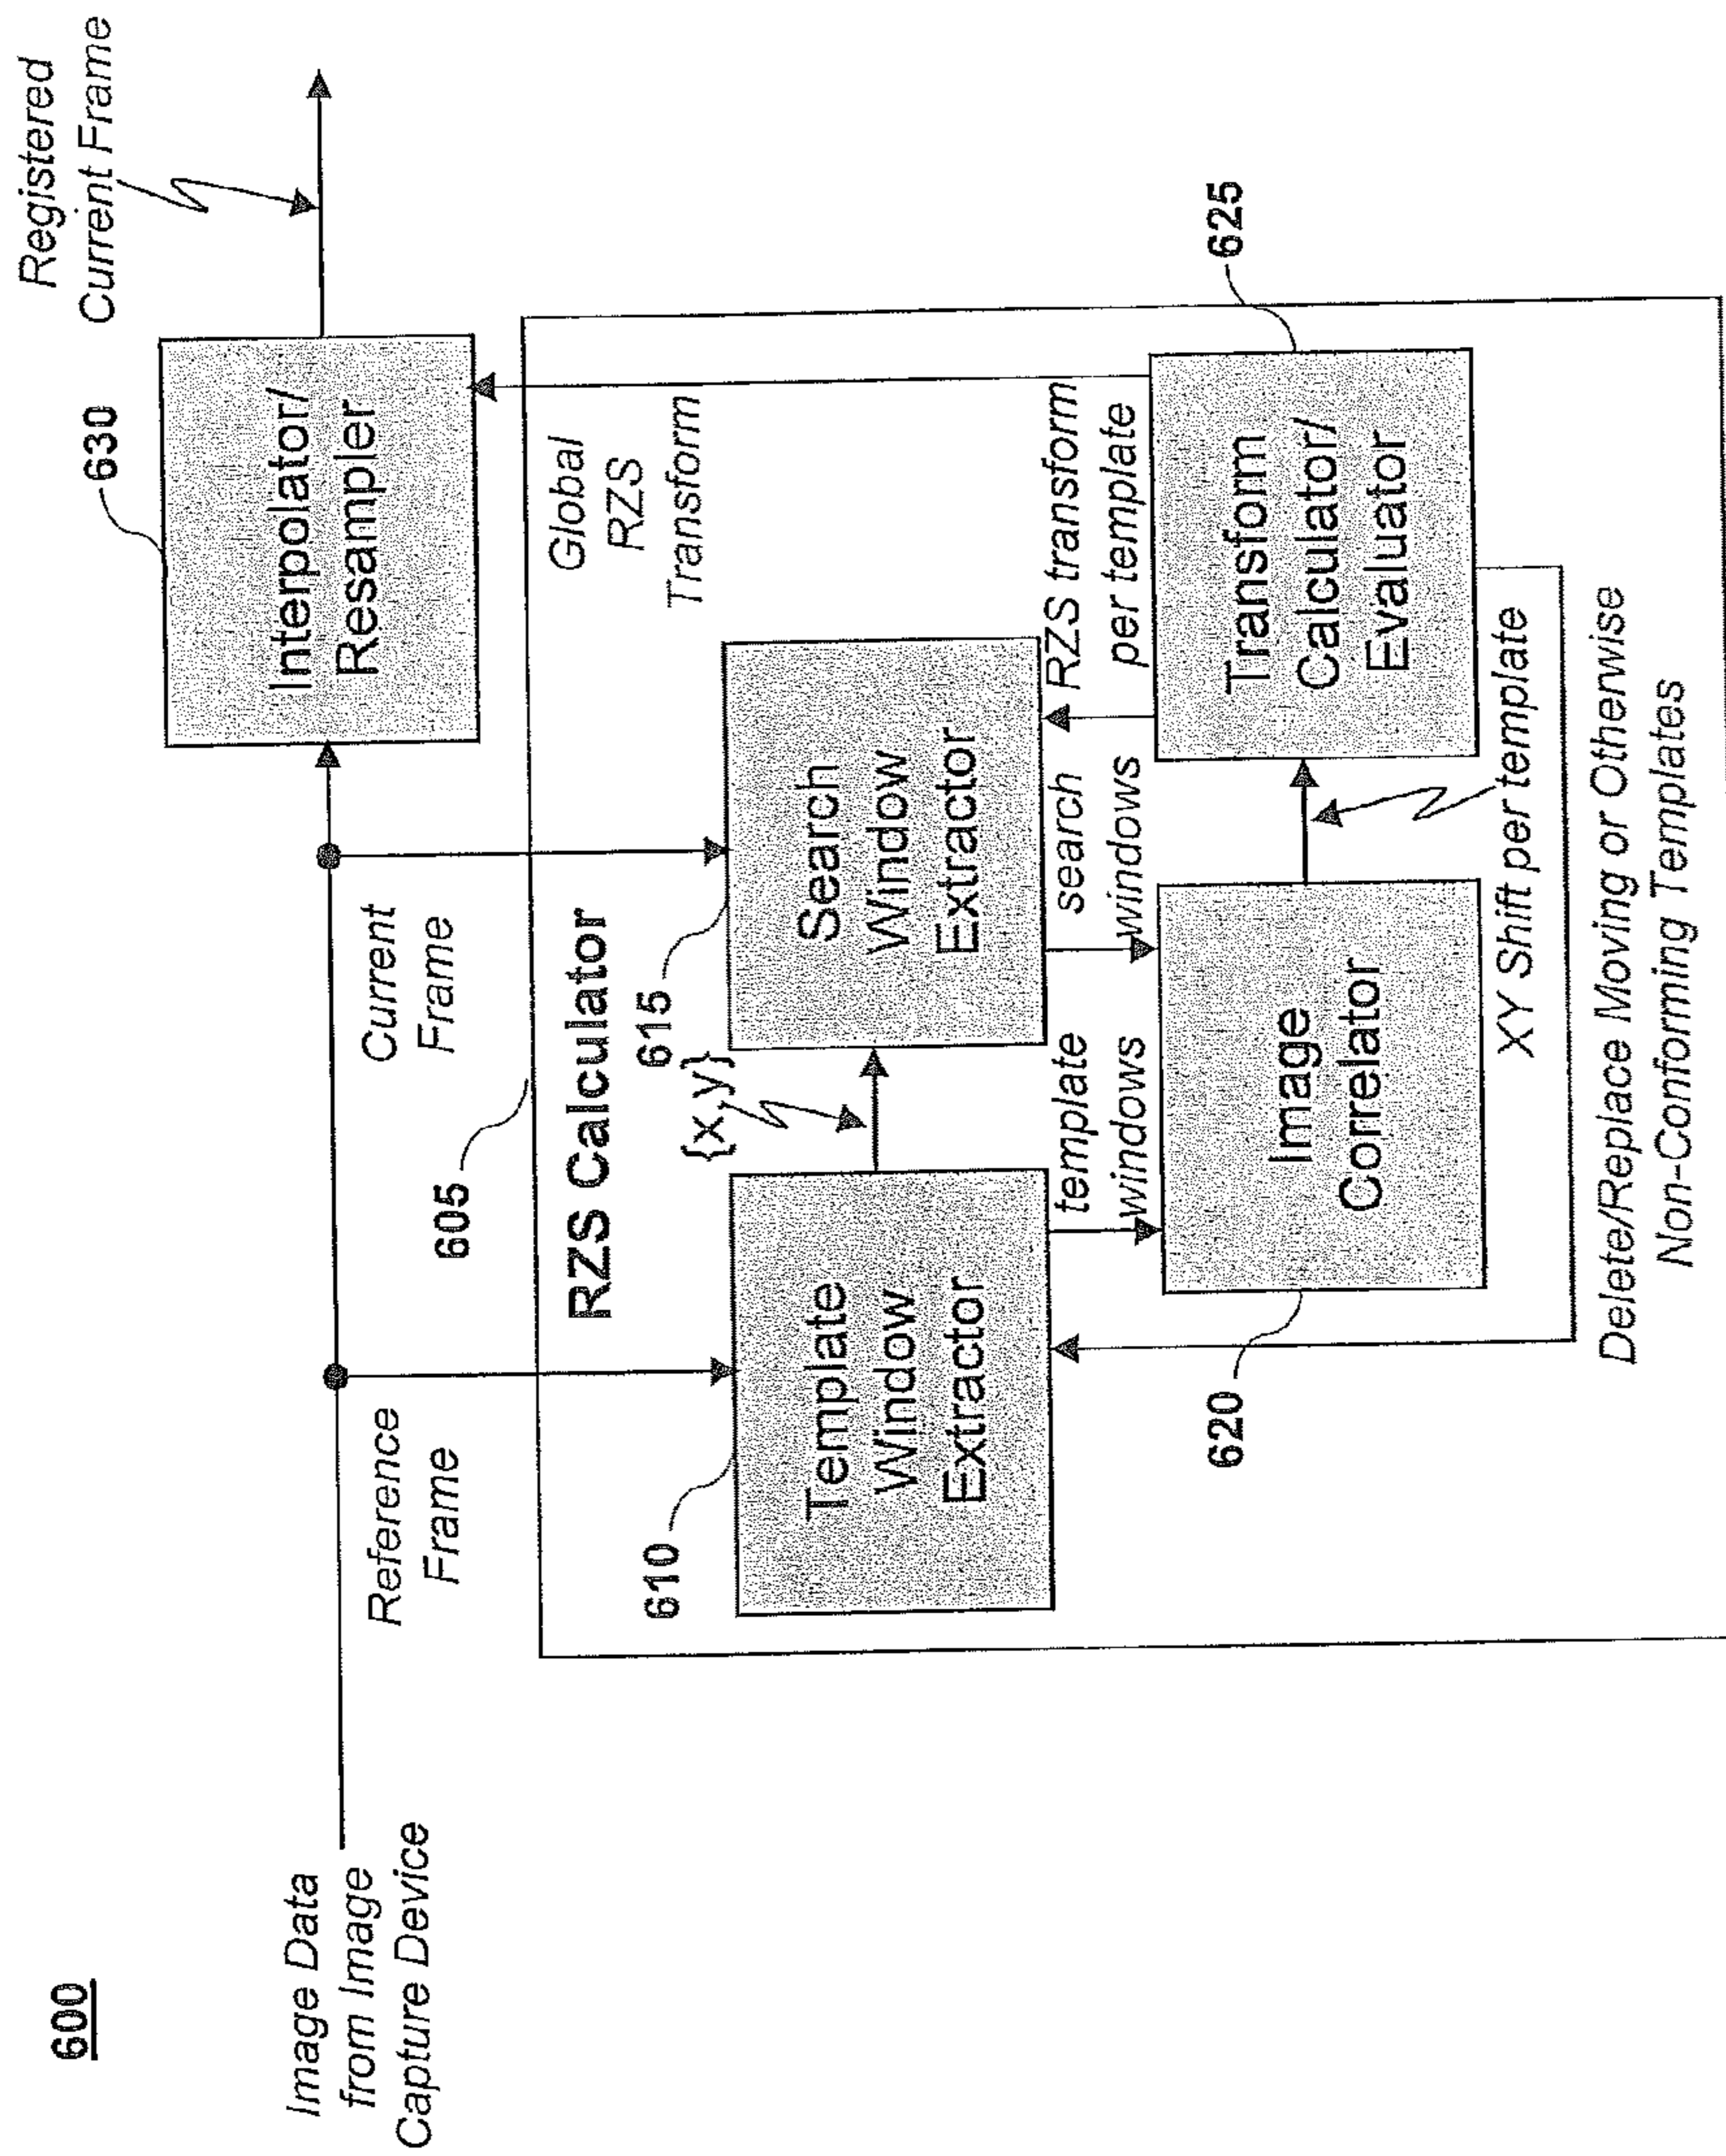 600
Image Data
from Image
Capture Device
Reference
Frame
Current
Frame
630
Interpolator/
Resampler
Registered
Current Frame
605
RZS Calculator
Global
RZS
Transform
610
Template
Window
Extractor
{x,y}
615
Search
Window
Extractor
template
windows
search
windows
RZS transform
per template
620
Image
Correlator
XY Shift per template
625
Transform
Calculator/
Evaluator
Delete/Replace Moving or Otherwise
Non-Conforming Templates